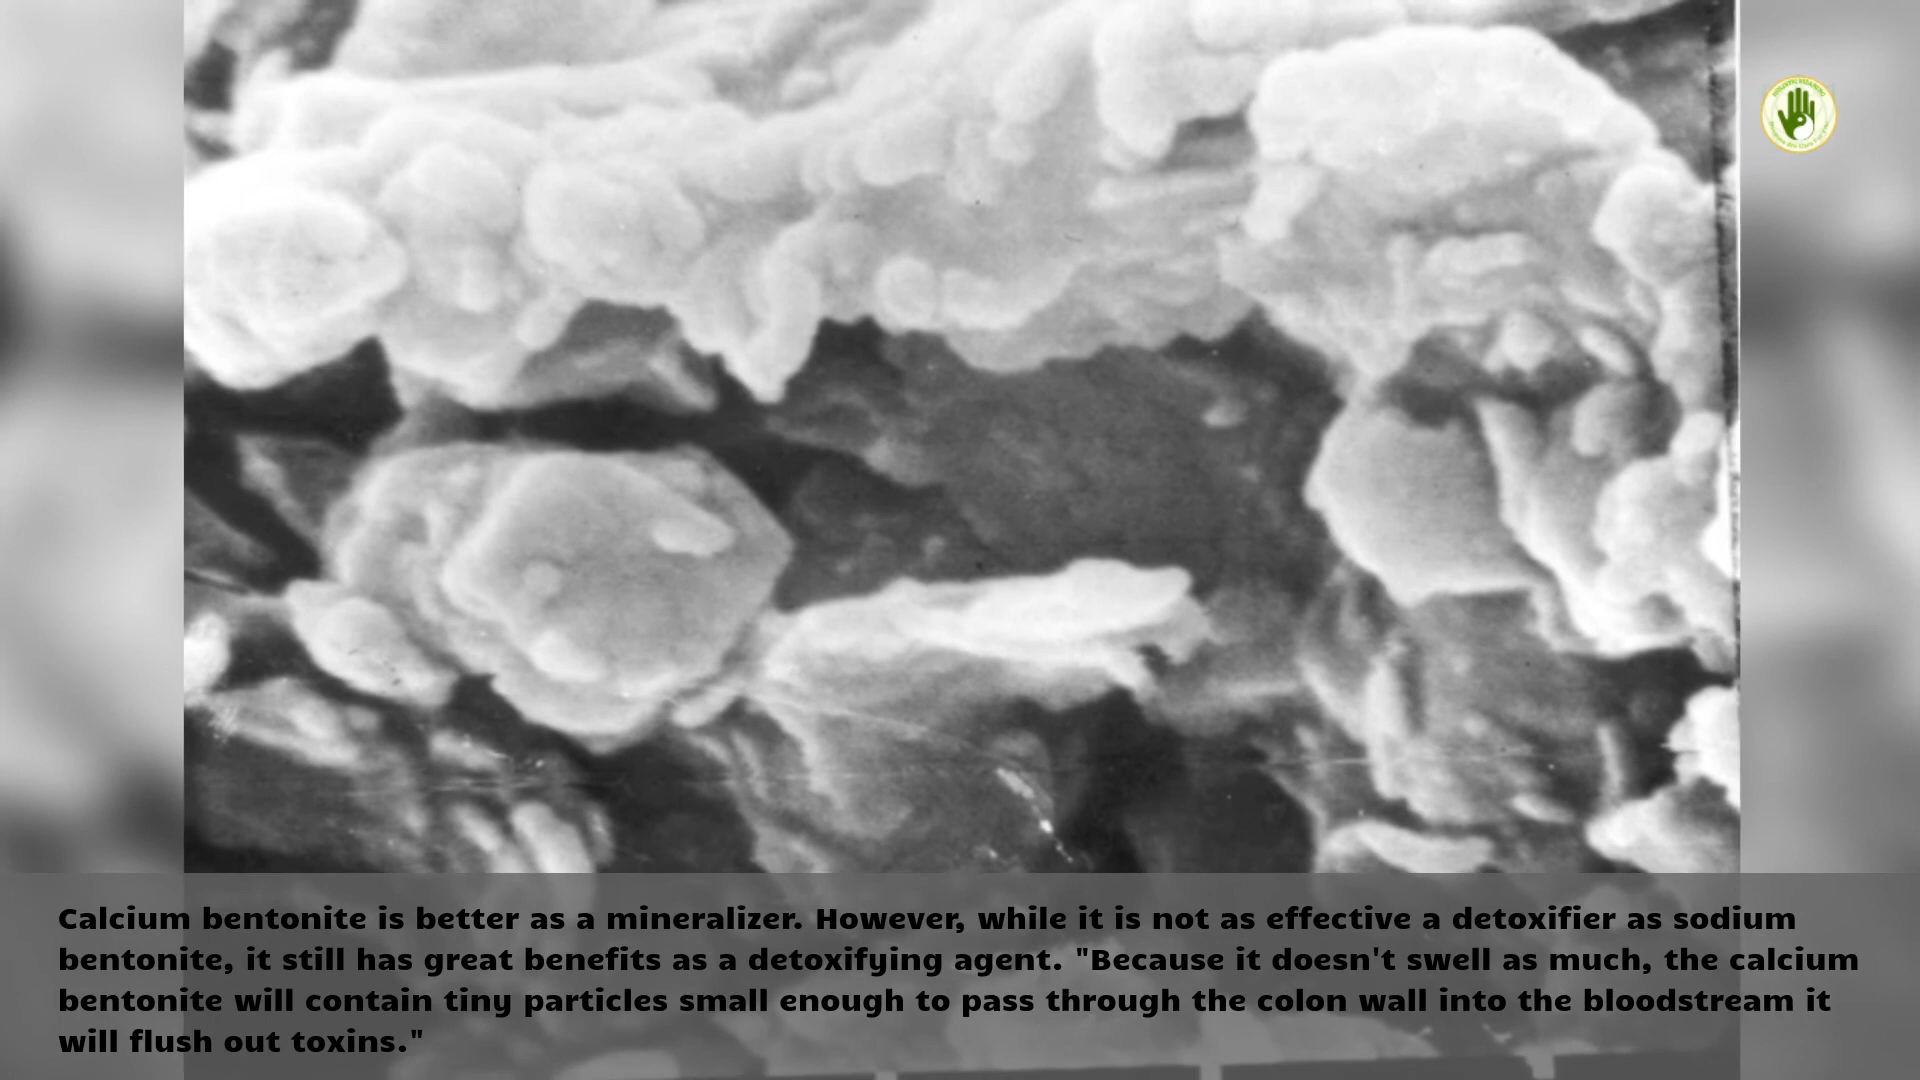 Calcium bentonite is better as a mineralizer. However, while it is not as effective a detoxifier as sodium
bentonite, it still has great benefits as a detoxifying agent. "Because it doesn't swell as much, the calcium
bentonite will contain tiny particles small enough to pass through the colon wall into the bloodstream it
will flush out toxins."